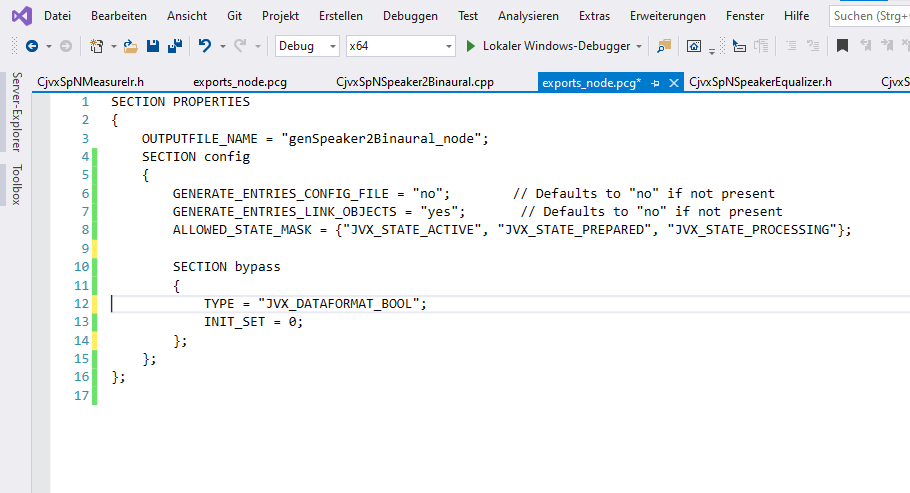 Datei Bearbeiten Ansicht Git Projekt Erstellen Debuggen Test Analysieren Extras Erweiterungen Fenster Hilfe Suchen (Strg+
Debug x64 Lokaler Windows-Debugger
CjvxSpNMeasureIr.h exports_node.pcg CjvxSpNSpeaker2Binaural.cpp exports_node.pcg* CjvxSpNSpeakerEqualizer.h CjvxS
Server-Explorer
Toolbox
1 SECTION PROPERTIES
2 {
3 OUTPUTFILE_NAME = "genSpeaker2Binaural_node";
4 SECTION config
5 {
6 GENERATE_ENTRIES_CONFIG_FILE = "no"; // Defaults to "no" if not present
7 GENERATE_ENTRIES_LINK_OBJECTS = "yes"; // Defaults to "no" if not present
8 ALLOWED_STATE_MASK = {"JVX_STATE_ACTIVE", "JVX_STATE_PREPARED", "JVX_STATE_PROCESSING"};
9
10 SECTION bypass
11 {
12 TYPE = "JVX_DATAFORMAT_BOOL";
13 INIT_SET = 0;
14 };
15 };
16 };
17